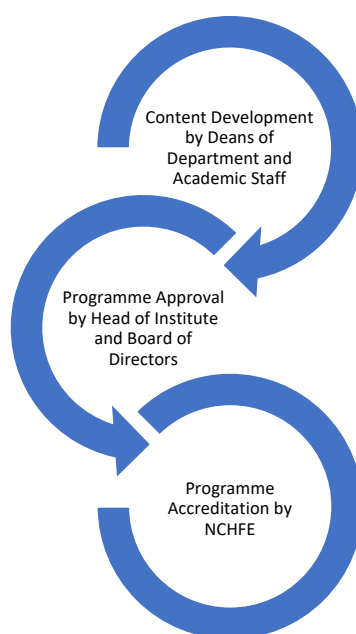 Content Development
by Deans of
Department and
Academic Staff
Programme Approval
by Head of Institute
and Board of
Directors
Programme
Accreditation by
NCHFE